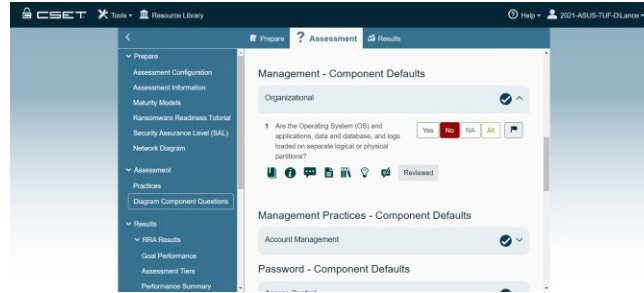 CSET Tools Resource Library Help 2021-ASUS-TUF-D\Lance
Prepare Assessment Results
Prepare
Assessment Configuration
Assessment Information
Maturity Models
Ransomware Readiness Tutorial
Security Assurance Level (SAL)
Network Diagram
Assessment
Practices
Diagram Component Questions
Results
RRA Results
Goal Performance
Assessment Tiers
Performance Summary
Management - Component Defaults
Organizational
1 Are the Operating System (OS) and
applications, data and database, and logs
loaded on separate logical or physical
partitions?
Yes No NA Alt
Reviewed
Management Practices - Component Defaults
Account Management
Password - Component Defaults
Access Control